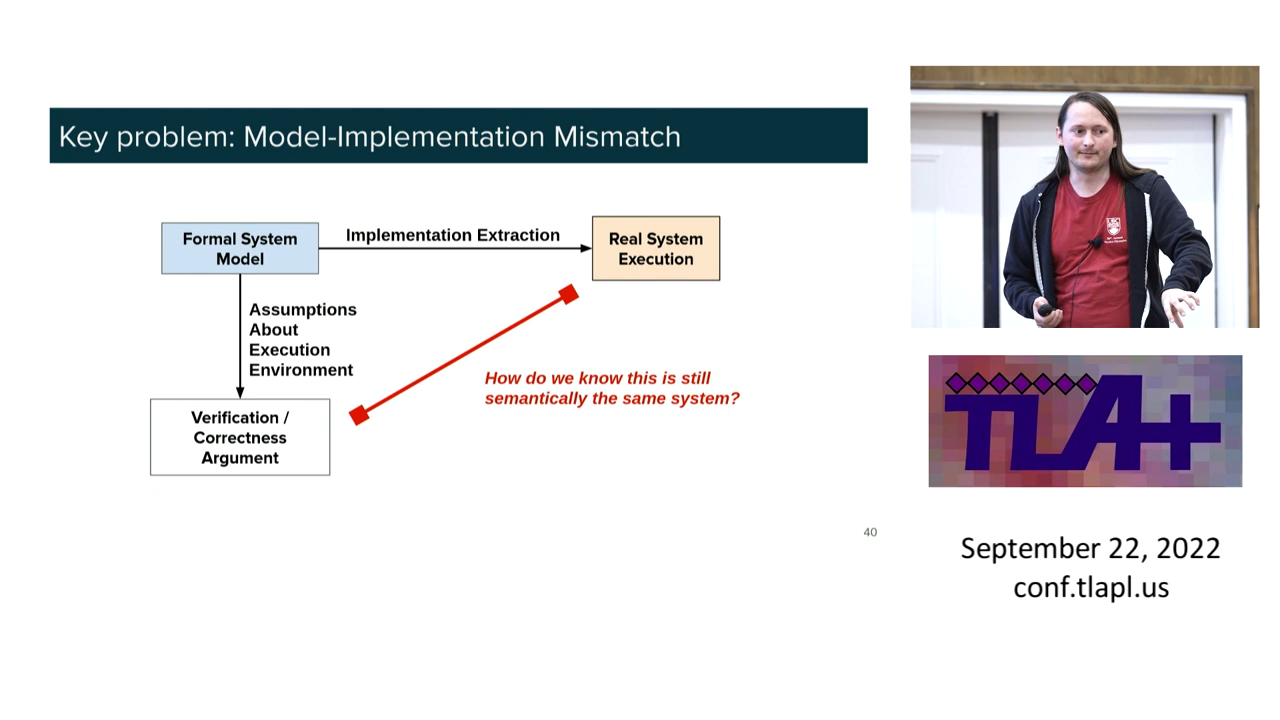 Key problem: Model-Implementation Mismatch
Formal System
Model
Implementation Extraction
Real System
Execution
Assumptions
About
Execution
Environment
How do we know this is still
semantically the same system?
Verification /
Correctness
Argument
40
TLA+
September 22, 2022
conf.tlapl.us